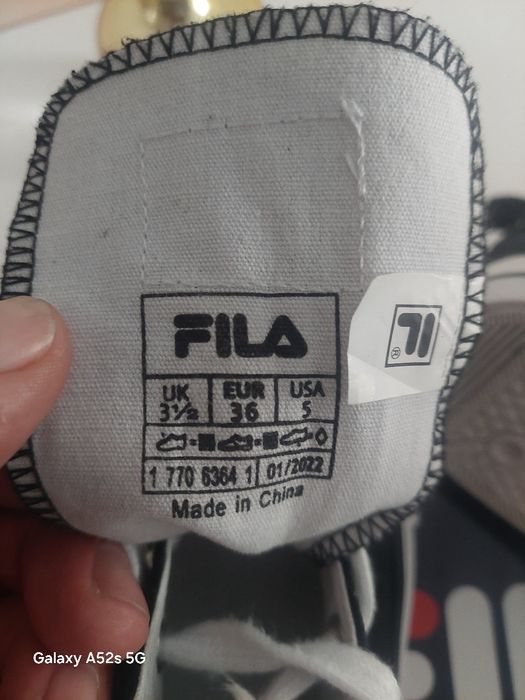 FILA
UK EUR USA
3½ 36 5
1 770 6364 1 01/2022
Made in China
FIL
®
Galaxy A52s 5G